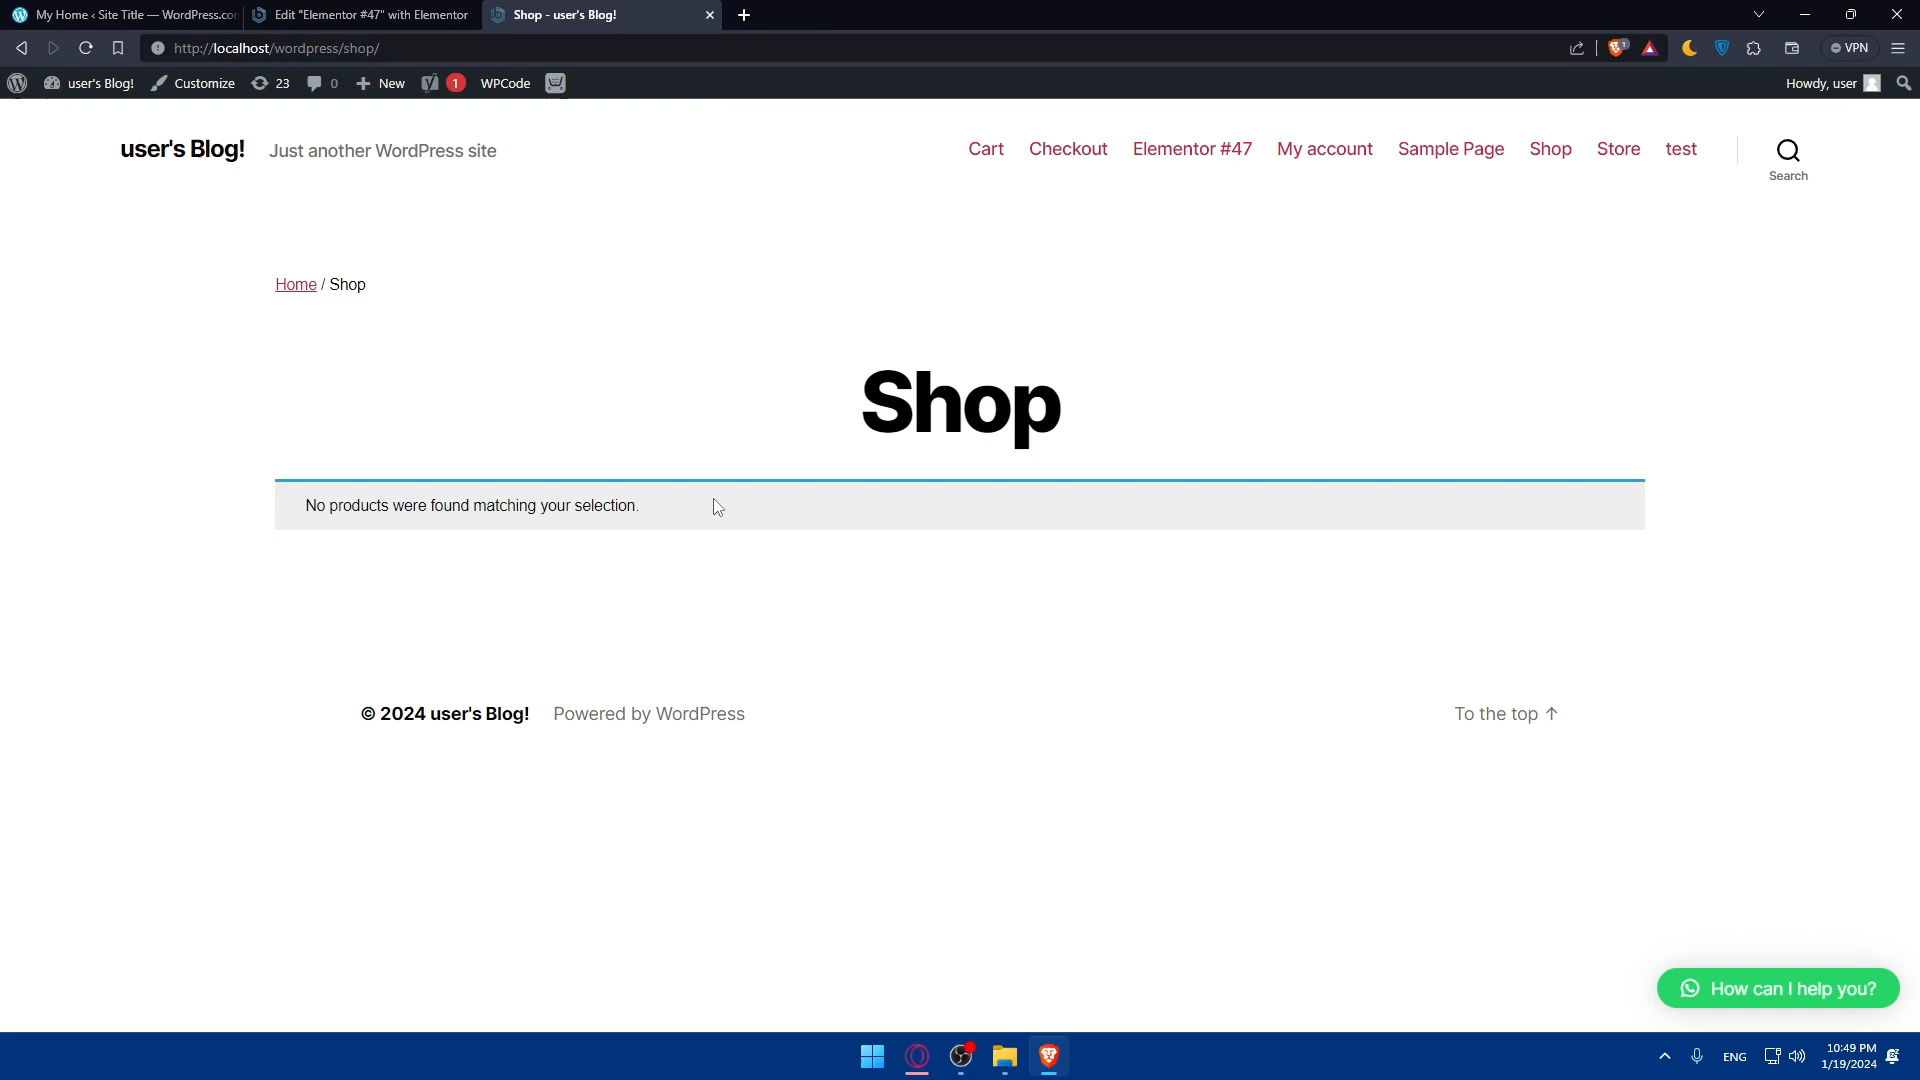 My Home ‹ Site Title — WordPress.com
Edit "Elementor #47" with Elementor
Shop - user's Blog!
http://localhost/wordpress/shop/
1
VPN
user's Blog!
Customize
23
0
New
1
WPCode
Howdy, user
user's Blog!
Just another WordPress site
Cart
Checkout
Elementor #47
My account
Sample Page
Shop
Store
test
Search
Home / Shop
Shop
No products were found matching your selection.
© 2024 user's Blog!
Powered by WordPress
To the top ↑
How can I help you?
ENG
10:49 PM
1/19/2024